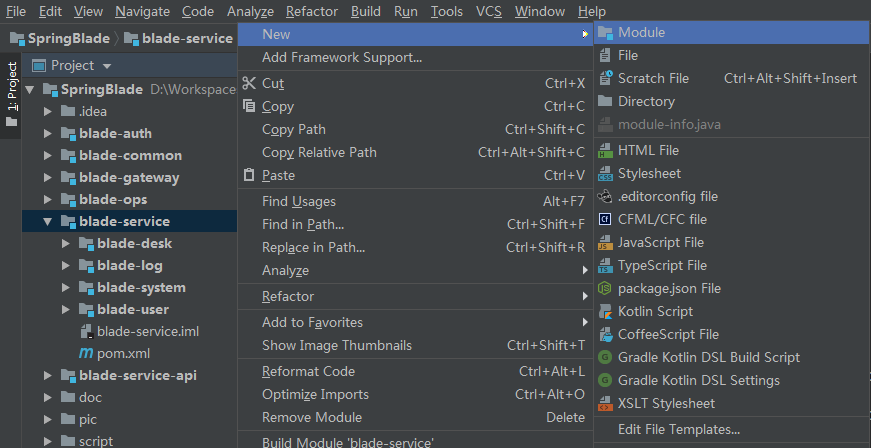 File Edit View Navigate Code Analyze Refactor Build Run Tools VCS Window Help
SpringBlade blade-service
1: Project
Project
SpringBlade D:\Workspace
.idea
blade-auth
blade-common
blade-gateway
blade-ops
blade-service
blade-desk
blade-log
blade-system
blade-user
blade-service.iml
pom.xml
blade-service-api
doc
pic
script
New
Add Framework Support...
Cut Ctrl+X
Copy Ctrl+C
Copy Path Ctrl+Shift+C
Copy Relative Path Ctrl+Alt+Shift+C
Paste Ctrl+V
Find Usages Alt+F7
Find in Path... Ctrl+Shift+F
Replace in Path... Ctrl+Shift+R
Analyze
Refactor
Add to Favorites
Show Image Thumbnails Ctrl+Shift+T
Reformat Code Ctrl+Alt+L
Optimize Imports Ctrl+Alt+O
Remove Module Delete
Build Module 'blade-service'
Module
File
Scratch File Ctrl+Alt+Shift+Insert
Directory
module-info.java
HTML File
Stylesheet
.editorconfig file
CFML/CFC file
JavaScript File
TypeScript File
package.json File
Kotlin Script
CoffeeScript File
Gradle Kotlin DSL Build Script
Gradle Kotlin DSL Settings
XSLT Stylesheet
Edit File Templates...